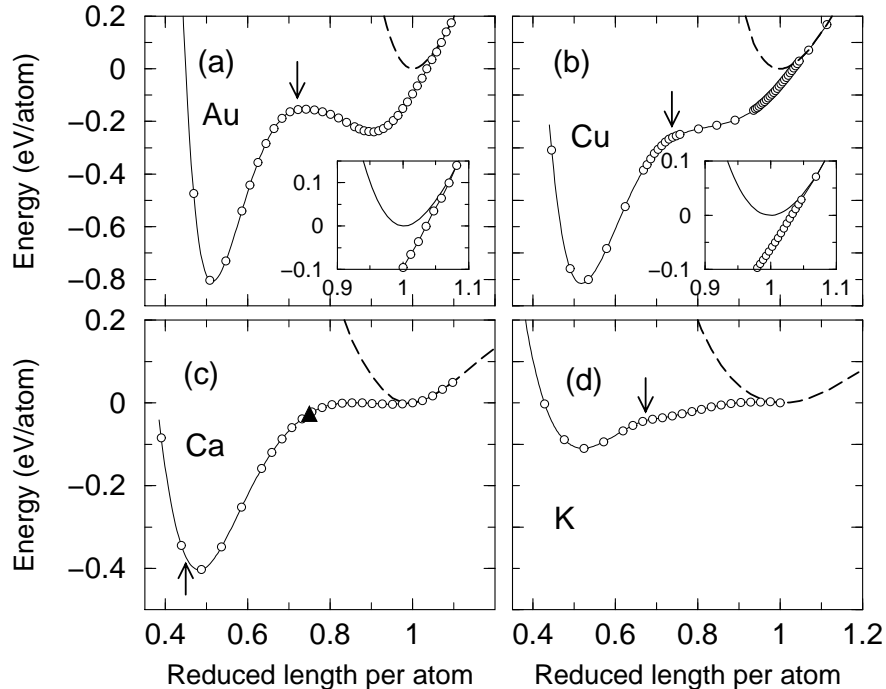 0.2
0
−0.2
−0.4
−0.6
−0.8
Energy (eV/atom)
(a)
Au
0.1
0
−0.1
0.9
1
1.1
(b)
Cu
0.1
0
−0.1
0.9
1
1.1
0.2
0
−0.2
−0.4
Energy (eV/atom)
(c)
Ca
(d)
K
0.4 0.6 0.8 1
0.4 0.6 0.8 1 1.2
Reduced length per atom
Reduced length per atom